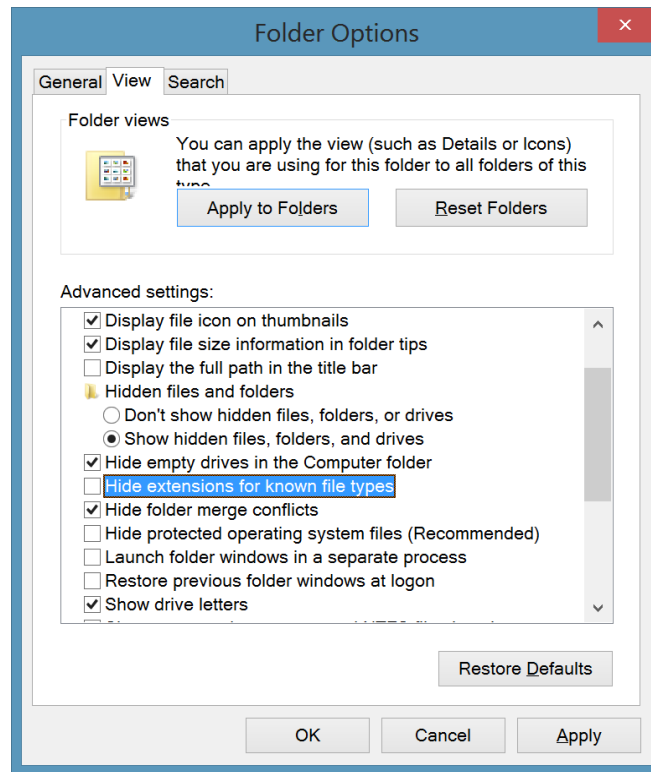 Folder Options
General View Search
Folder views
You can apply the view (such as Details or Icons)
that you are using for this folder to all folders of this
type
Apply to Folders Reset Folders
Advanced settings:
Display file icon on thumbnails
Display file size information in folder tips
Display the full path in the title bar
Hidden files and folders
Don't show hidden files, folders, or drives
Show hidden files, folders, and drives
Hide empty drives in the Computer folder
Hide extensions for known file types
Hide folder merge conflicts
Hide protected operating system files (Recommended)
Launch folder windows in a separate process
Restore previous folder windows at logon
Show drive letters
Restore Defaults
OK Cancel Apply